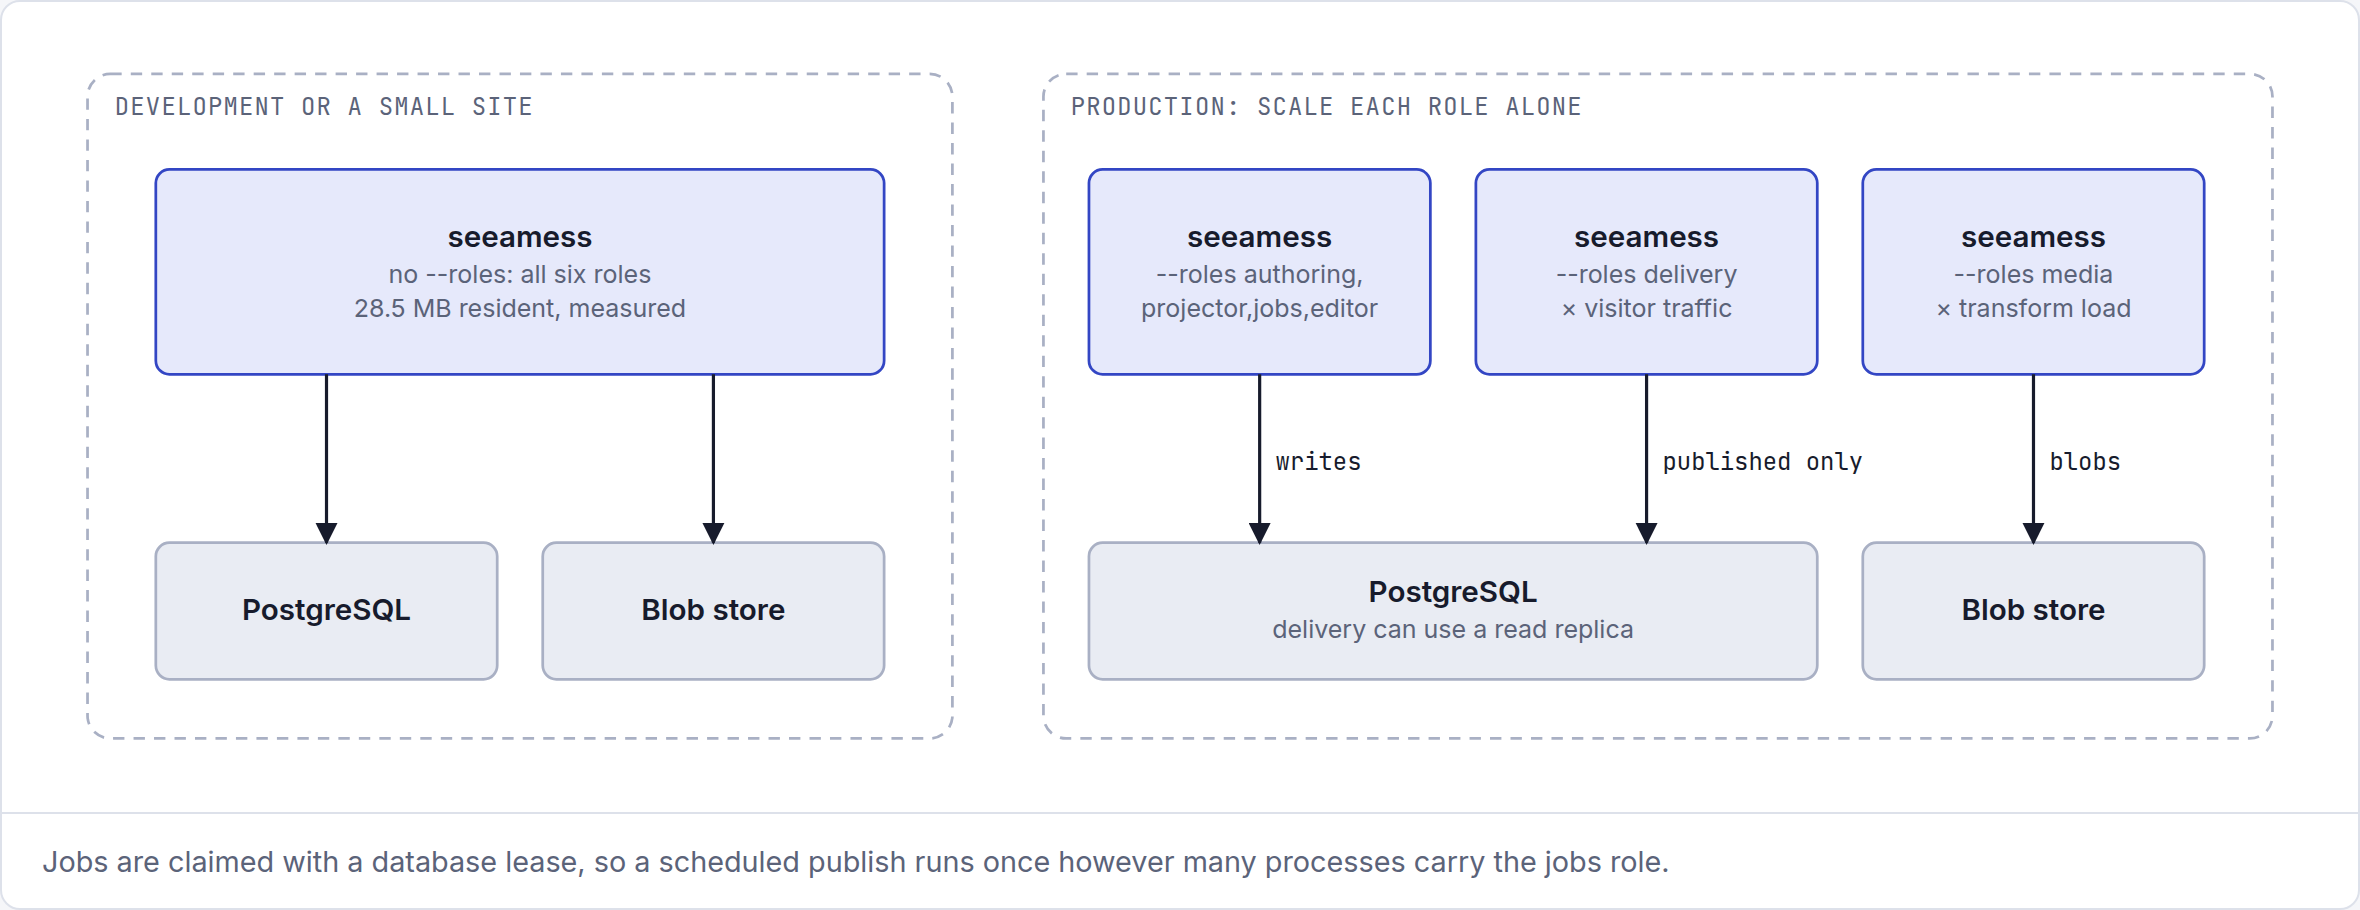 DEVELOPMENT OR A SMALL SITE
seeamess
no --roles: all six roles
28.5 MB resident, measured
PostgreSQL
Blob store
PRODUCTION: SCALE EACH ROLE ALONE
seeamess
--roles authoring,
projector,jobs,editor
seeamess
--roles delivery
× visitor traffic
seeamess
--roles media
× transform load
writes
published only
blobs
PostgreSQL
delivery can use a read replica
Blob store
Jobs are claimed with a database lease, so a scheduled publish runs once however many processes carry the jobs role.